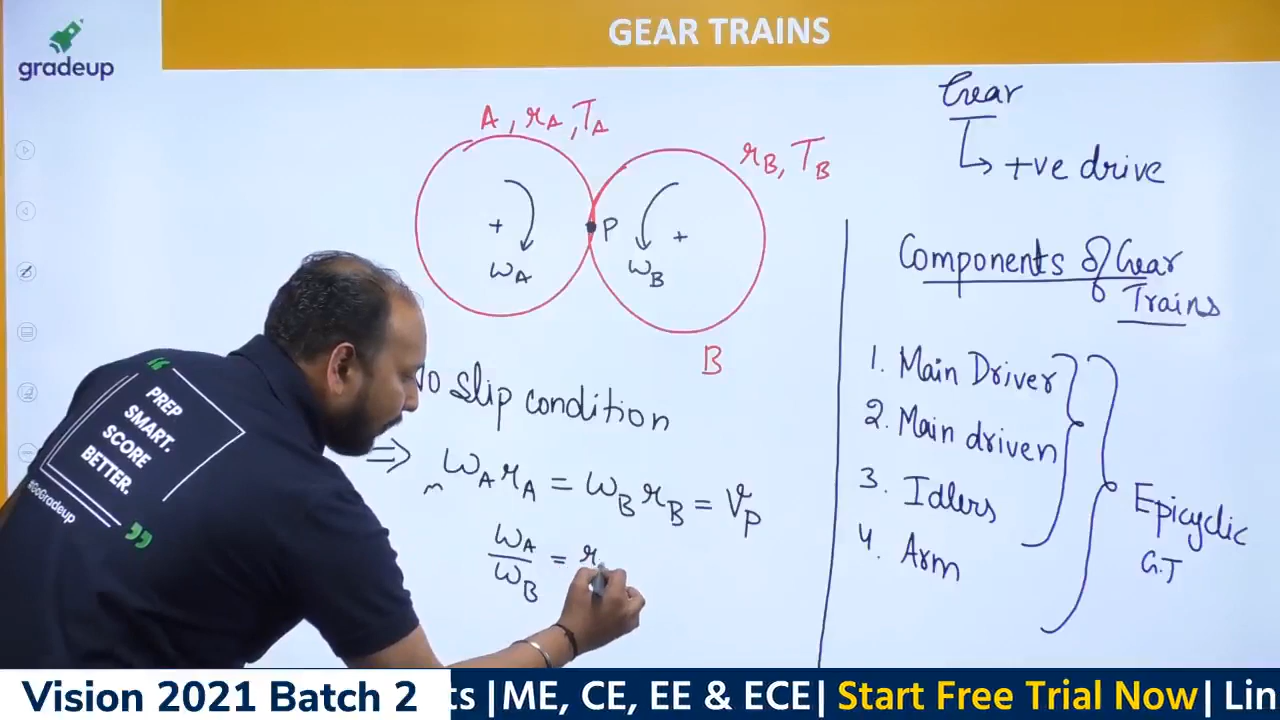 GEAR TRAINS
gradeup
A, rA, TA
rB, TB
P
ωA
ωB
B
Gear
↳ +ve drive
Components of Gear
Trains
1. Main Driver
2. Main driven
3. Idlers
4. Arm
Epicyclic
G.T
slip condition
⇒ ωA rA = ωB rB = Vp
ωA/ωB = r
"PREP
SMART.
SCORE
BETTER."
#GoGradeup
Vision 2021 Batch 2
|ME, CE, EE & ECE| Start Free Trial Now|